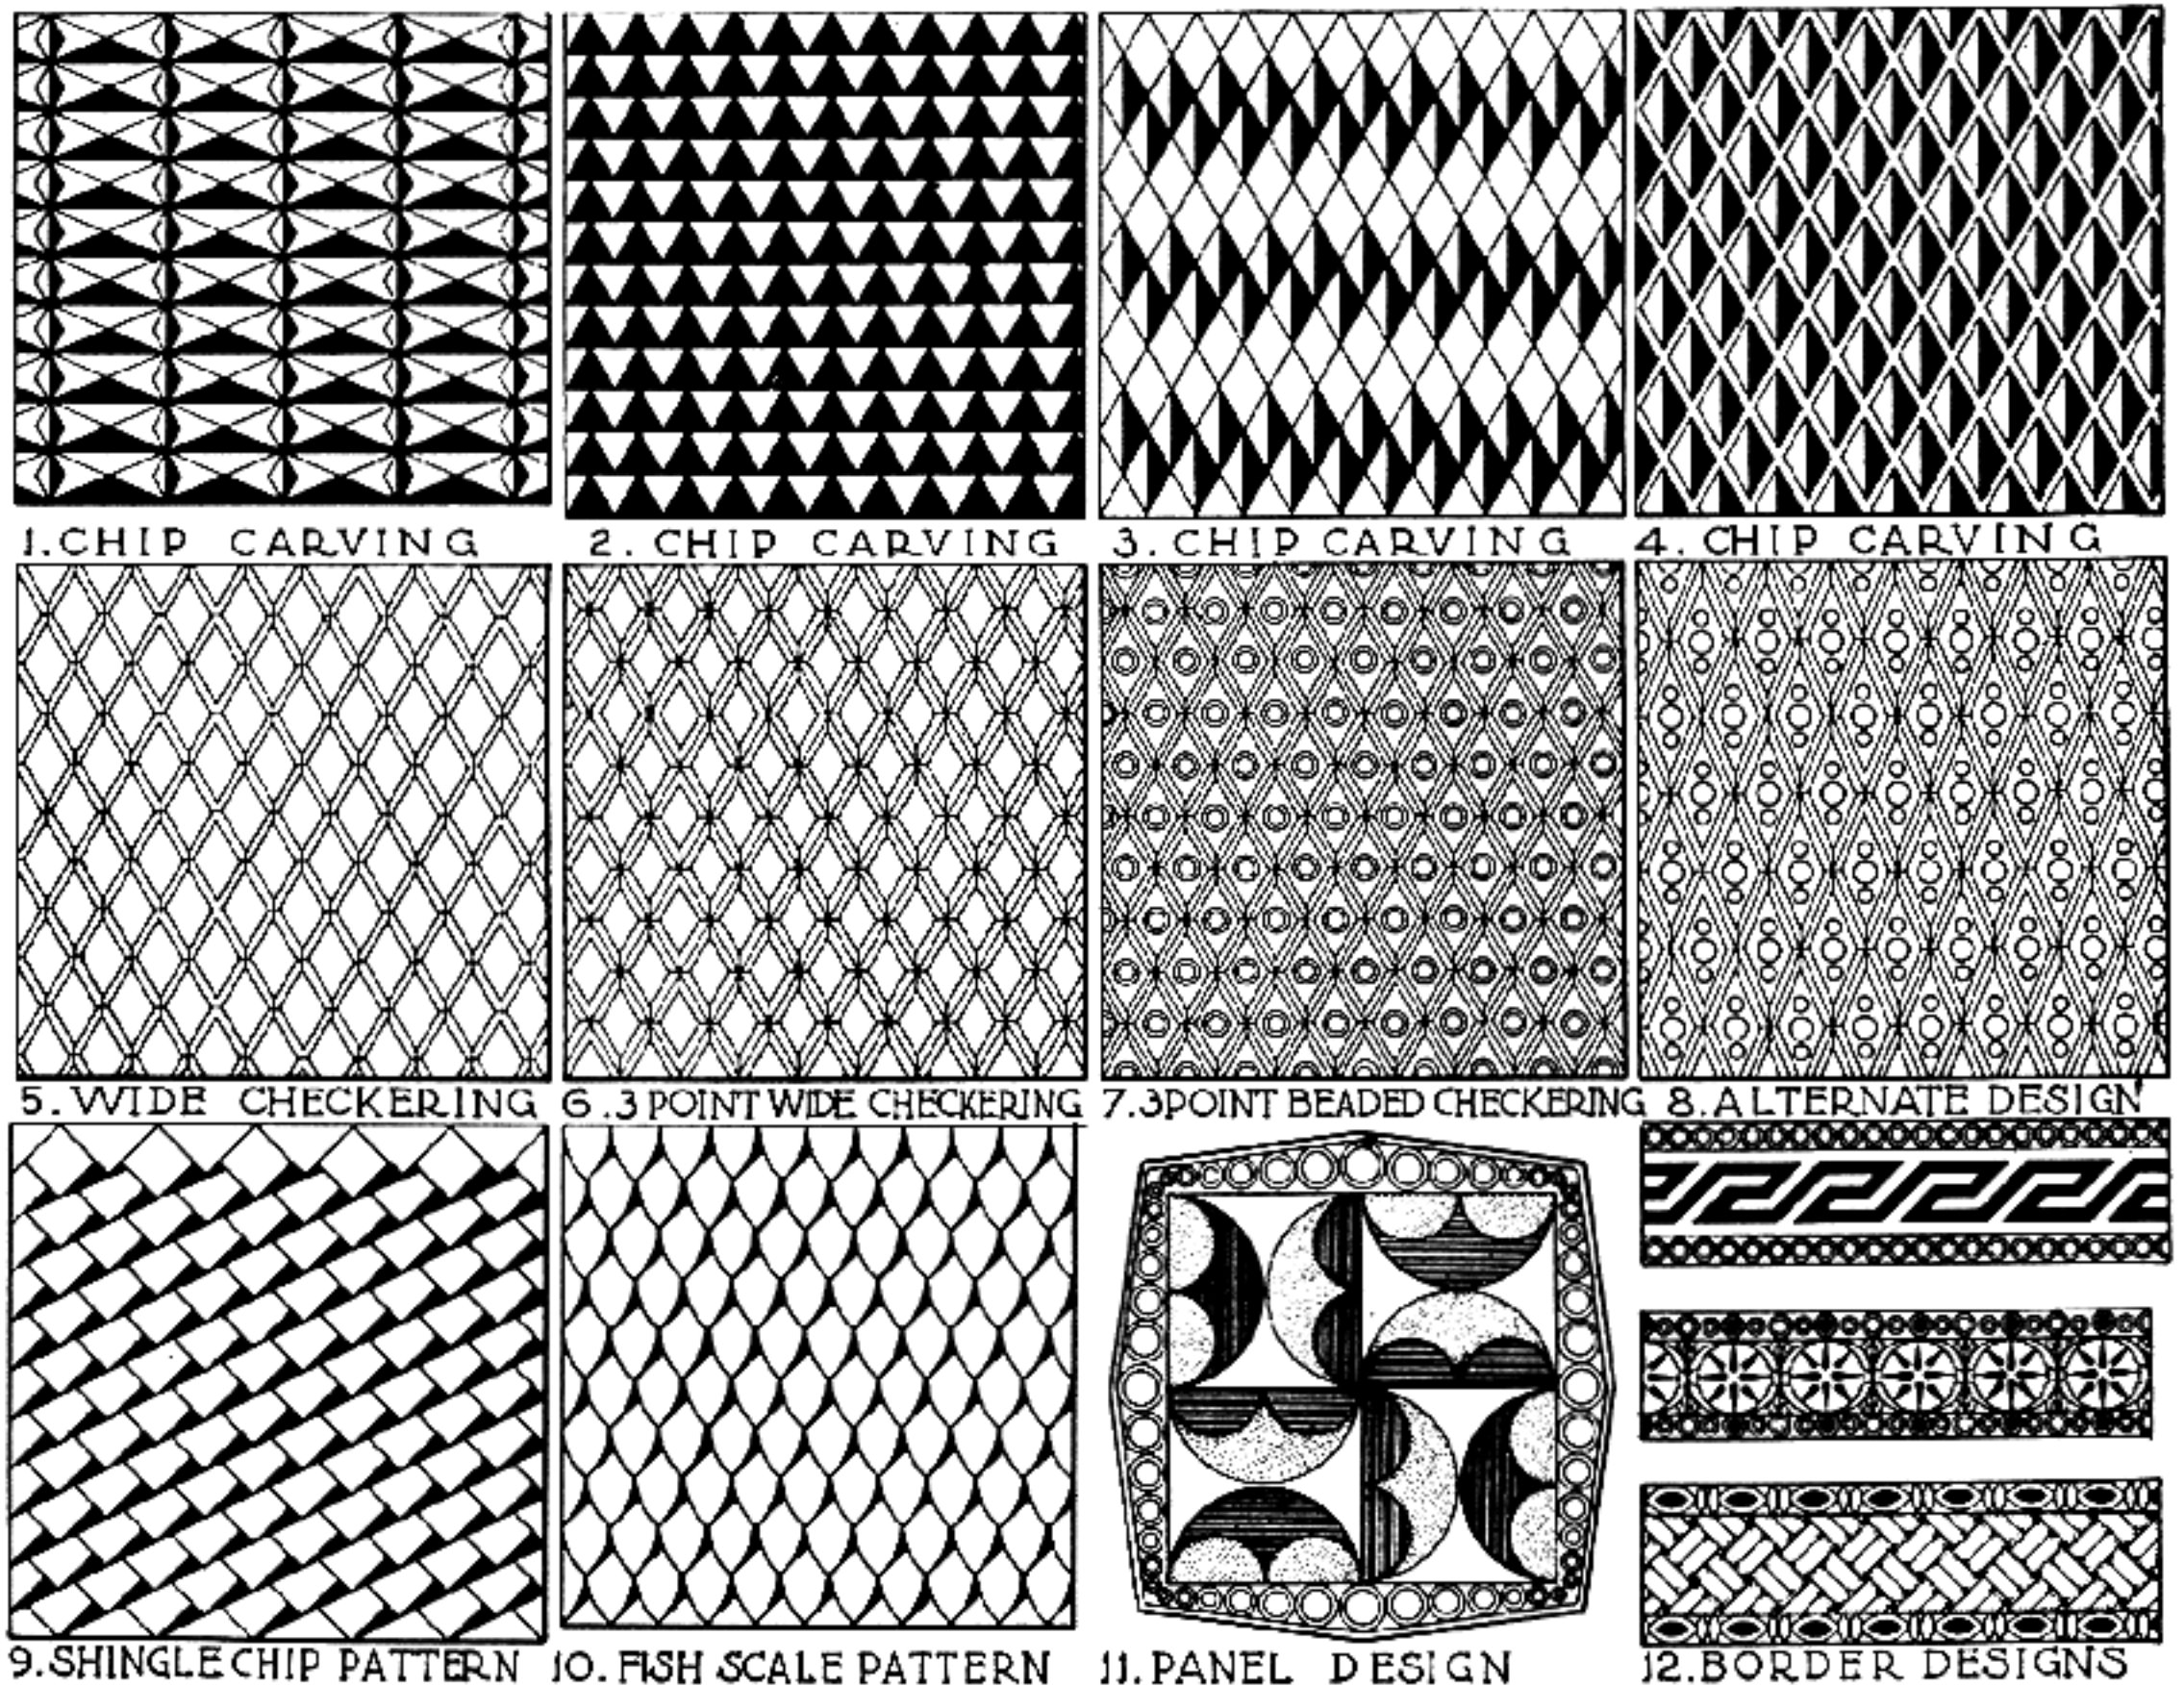 1. CHIP CARVING
2. CHIP CARVING
3. CHIP CARVING
4. CHIP CARVING
5. WIDE CHECKERING
6. 3 POINT WIDE CHECKERING
7. 3 POINT BEADED CHECKERING
8. ALTERNATE DESIGN
9. SHINGLE CHIP PATTERN
10. FISH SCALE PATTERN
11. PANEL DESIGN
12. BORDER DESIGNS